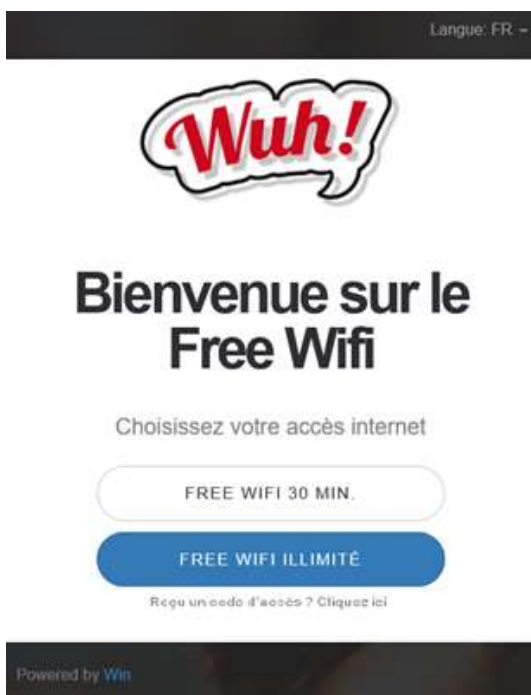 Langue: FR
Wuh!
Bienvenue sur le
Free Wifi
Choisissez votre accès internet
FREE WIFI 30 MIN.
FREE WIFI ILLIMITÉ
Reçu un code d'accès ? Cliquez ici
Powered by Win